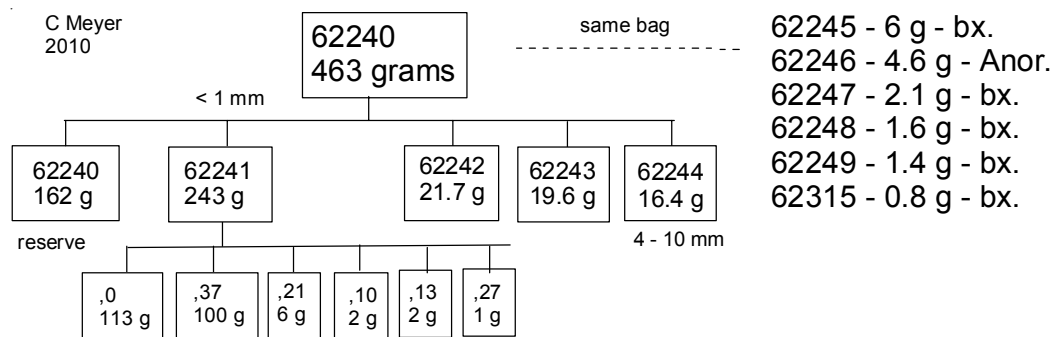 C Meyer
2010
62240
463 grams
same bag
62245 - 6 g - bx.
62246 - 4.6 g - Anor.
62247 - 2.1 g - bx.
62248 - 1.6 g - bx.
62249 - 1.4 g - bx.
62315 - 0.8 g - bx.
< 1 mm
62240
162 g
62241
243 g
62242
21.7 g
62243
19.6 g
62244
16.4 g
reserve
4 - 10 mm
,0
113 g
,37
100 g
,21
6 g
,10
2 g
,13
2 g
,27
1 g